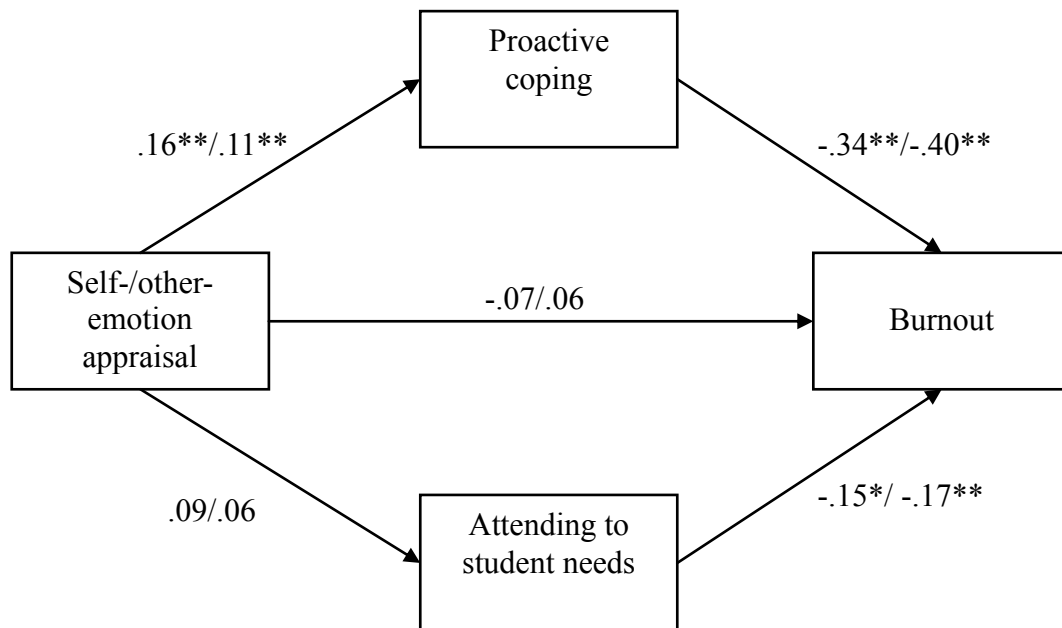 Proactive
coping
.16**/.11**
-.34**/-.40**
Self-/other-
emotion
appraisal
-.07/.06
Burnout
.09/.06
Attending to
student needs
-.15*/ -.17**